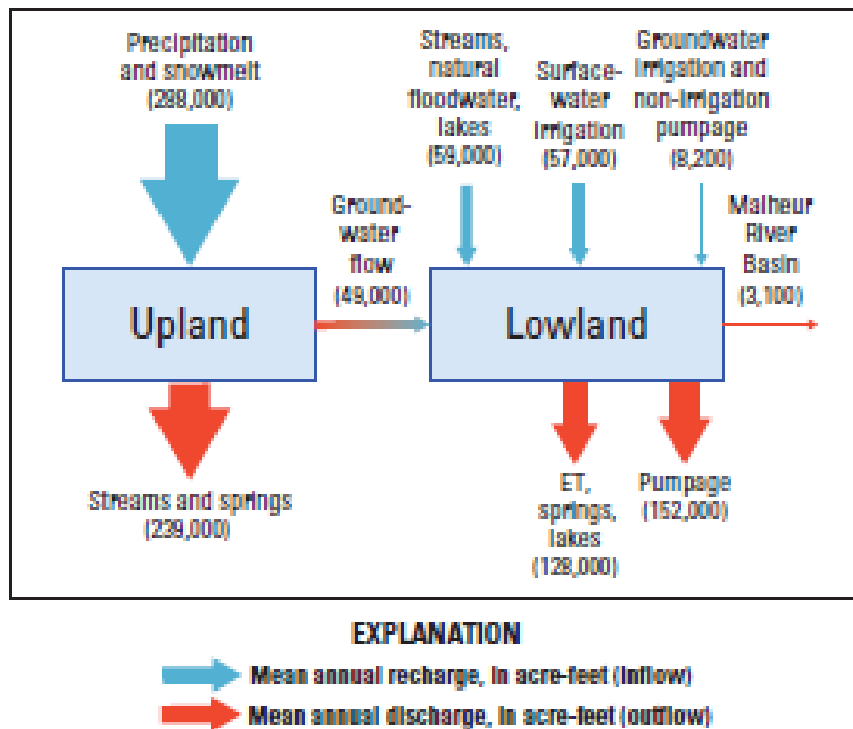 Precipitation
and snowmelt
(288,000)
Streams,
natural
floodwater,
lakes
(59,000)
Surface-
water
irrigation
(57,000)
Groundwater
irrigation and
non-irrigation
pumpage
(8,200)
Ground-
water
flow
(49,000)
Malheur
River
Basin
(3,100)
Upland
Lowland
Streams and springs
(239,000)
ET,
springs,
lakes
(128,000)
Pumpage
(152,000)
EXPLANATION
Mean annual recharge, in acre-feet (inflow)
Mean annual discharge, in acre-feet (outflow)